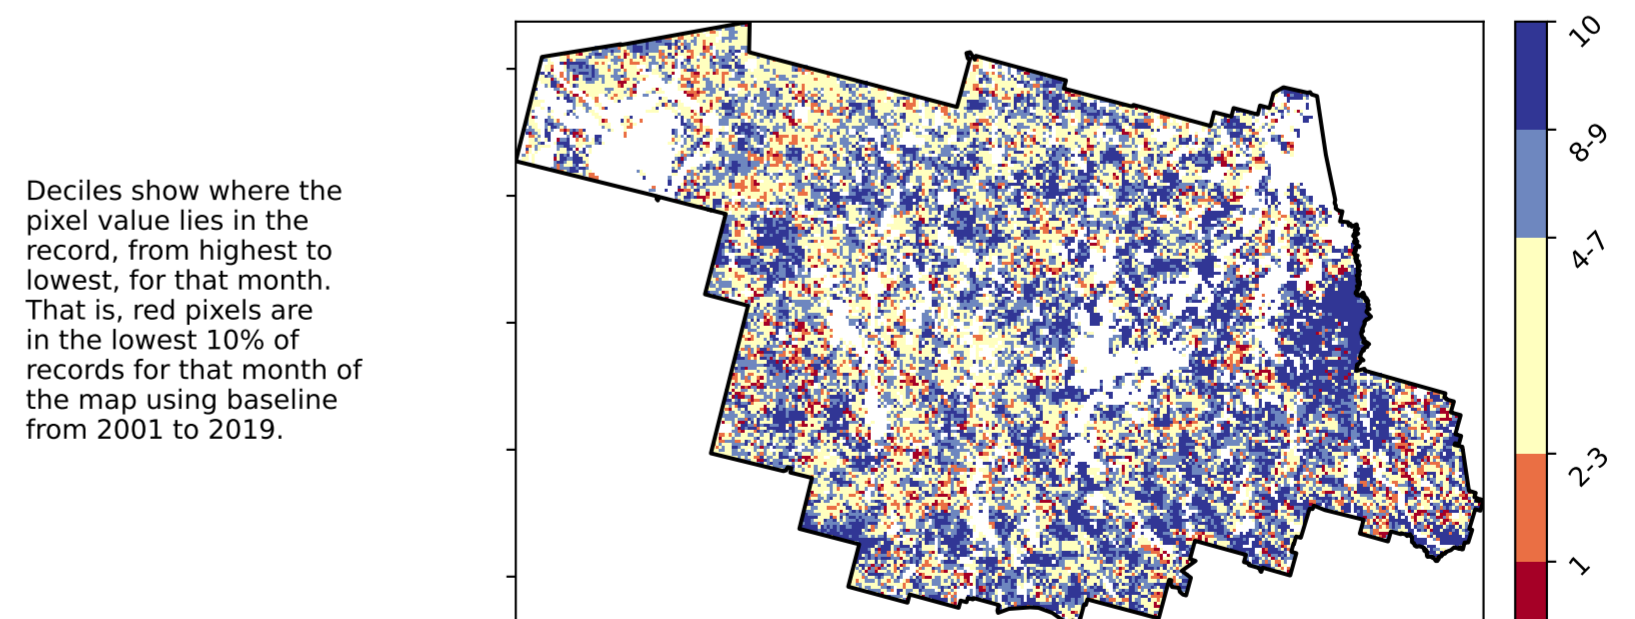 Deciles show where the
pixel value lies in the
record, from highest to
lowest, for that month.
That is, red pixels are
in the lowest 10% of
records for that month of
the map using baseline
from 2001 to 2019.
10
8-9
4-7
2-3
1